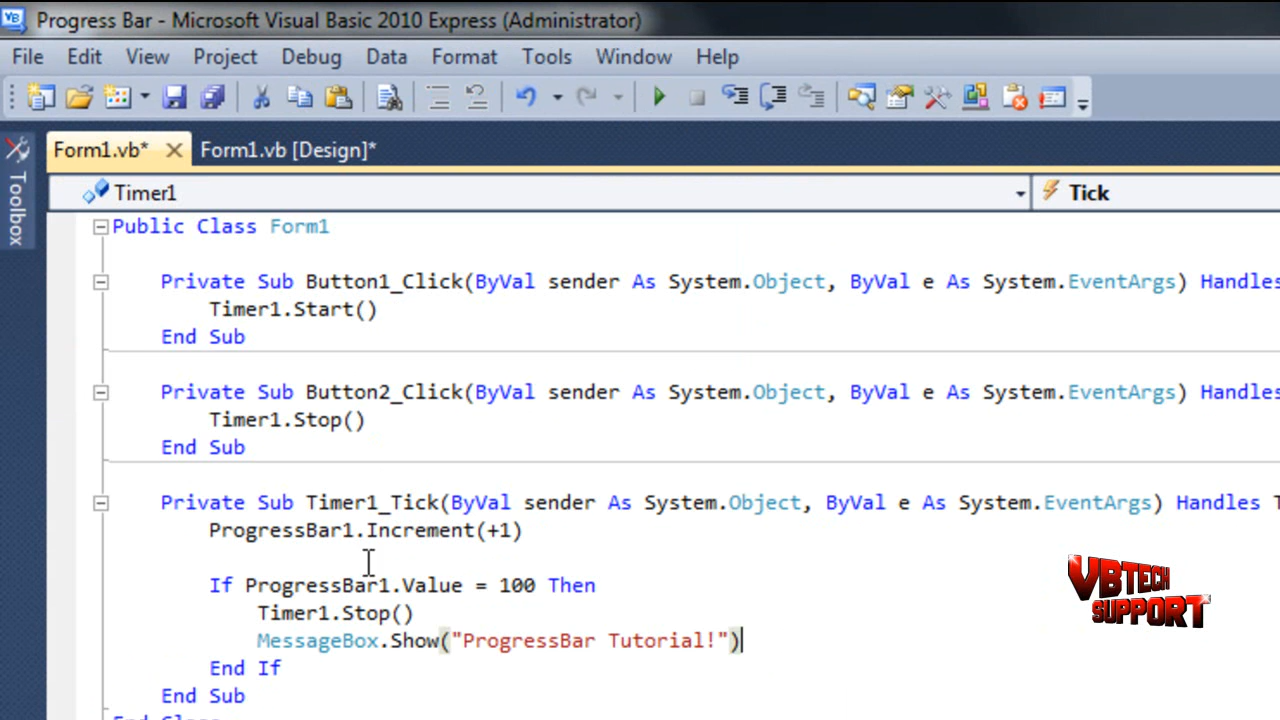 Progress Bar - Microsoft Visual Basic 2010 Express (Administrator)
File Edit View Project Debug Data Format Tools Window Help
Form1.vb* Form1.vb [Design]*
Toolbox
Timer1 Tick
Public Class Form1
Private Sub Button1_Click(ByVal sender As System.Object, ByVal e As System.EventArgs) Handles
Timer1.Start()
End Sub
Private Sub Button2_Click(ByVal sender As System.Object, ByVal e As System.EventArgs) Handles
Timer1.Stop()
End Sub
Private Sub Timer1_Tick(ByVal sender As System.Object, ByVal e As System.EventArgs) Handles T
ProgressBar1.Increment(+1)
If ProgressBar1.Value = 100 Then
Timer1.Stop()
MessageBox.Show("ProgressBar Tutorial!")
End If
End Sub
End Class
VBTECH
SUPPORT